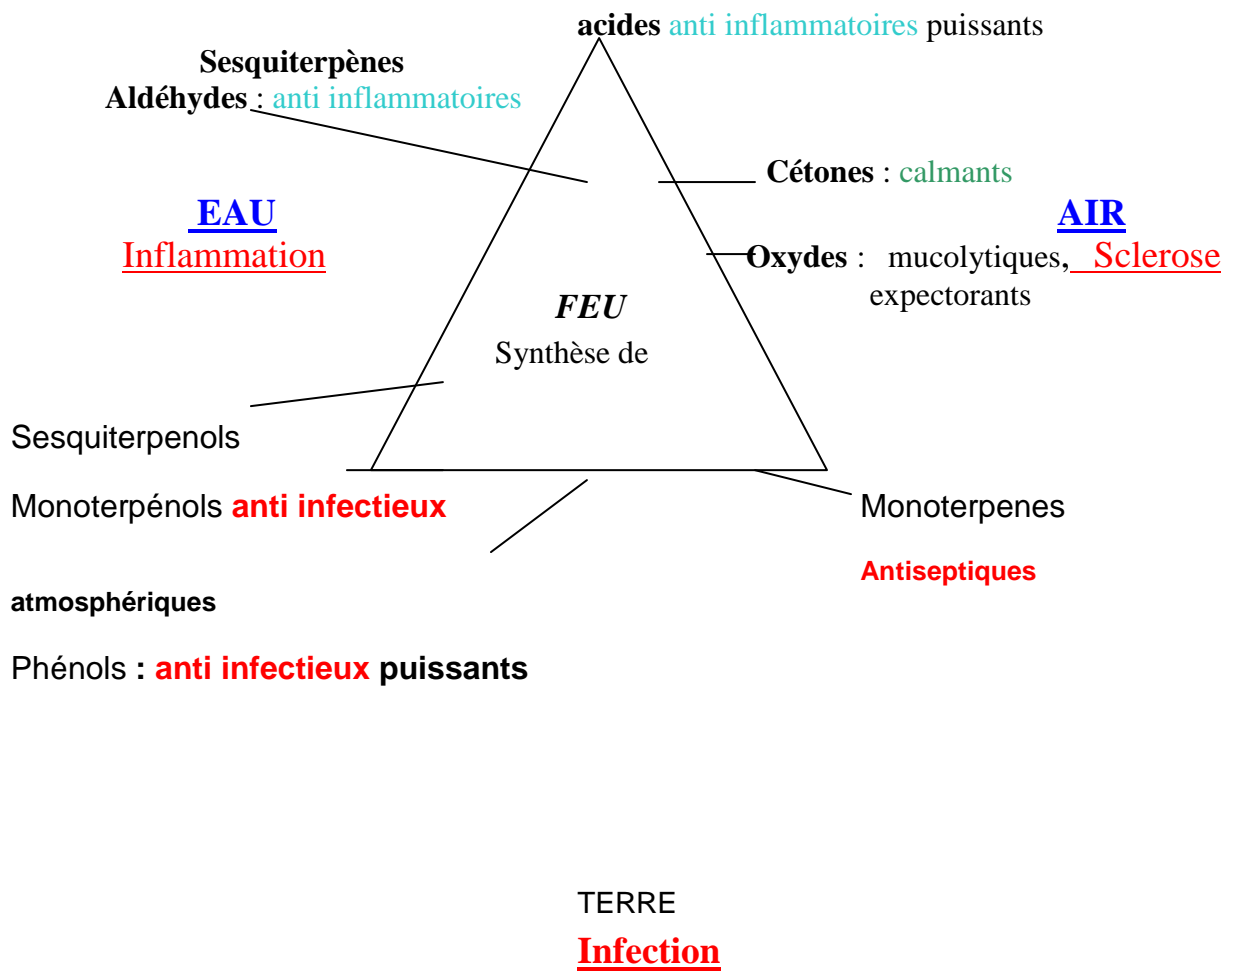 acides anti inflammatoires puissants
Sesquiterpènes
Aldéhydes : anti inflammatoires
Cétones : calmants
EAU
AIR
Inflammation
Oxydes : mucolytiques, Sclerose
expectorants
FEU
Synthèse de
Sesquiterpenols
Monoterpénols anti infectieux
Monoterpenes
Antiseptiques
atmosphériques
Phénols : anti infectieux puissants
TERRE
Infection